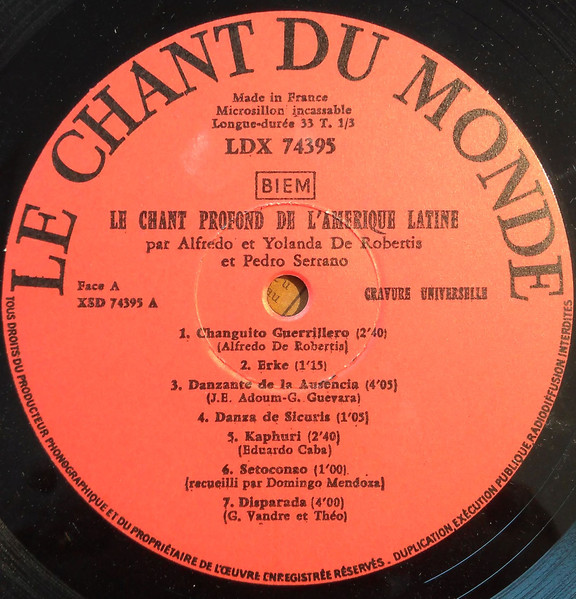 LE CHANT DU MONDE
Made in France
Microsillon incassable
Longue-durée 33 T. 1/3
LDX 74395
BIEM
LE CHANT PROFOND DE L'AMERIQUE LATINE
par Alfredo et Yolanda De Robertis
et Pedro Serrano
Face A
XSD 74395 A
GRAVURE UNIVERSELLE
1. Changuito Guerrillero (2'40)
(Alfredo De Robertis)
2. Erke (1'15)
3. Danzante de la Ausencia (4'05)
(J.E. Adoum-G. Guevara)
4. Danza de Sicuris (1'05)
5. Kaphuri (2'40)
(Eduardo Caba)
6. Setoconao (1'00)
(recueilli par Domingo Mendoza)
7. Disparada (4'00)
(G. Vandre et Théo)
TOUS DROITS DU PRODUCTEUR PHONOGRAPHIQUE ET DU PROPRIÉTAIRE DE L'ŒUVRE ENREGISTRÉE RÉSERVÉS . DUPLICATION, EXÉCUTION PUBLIQUE, RADIODIFFUSION INTERDITES